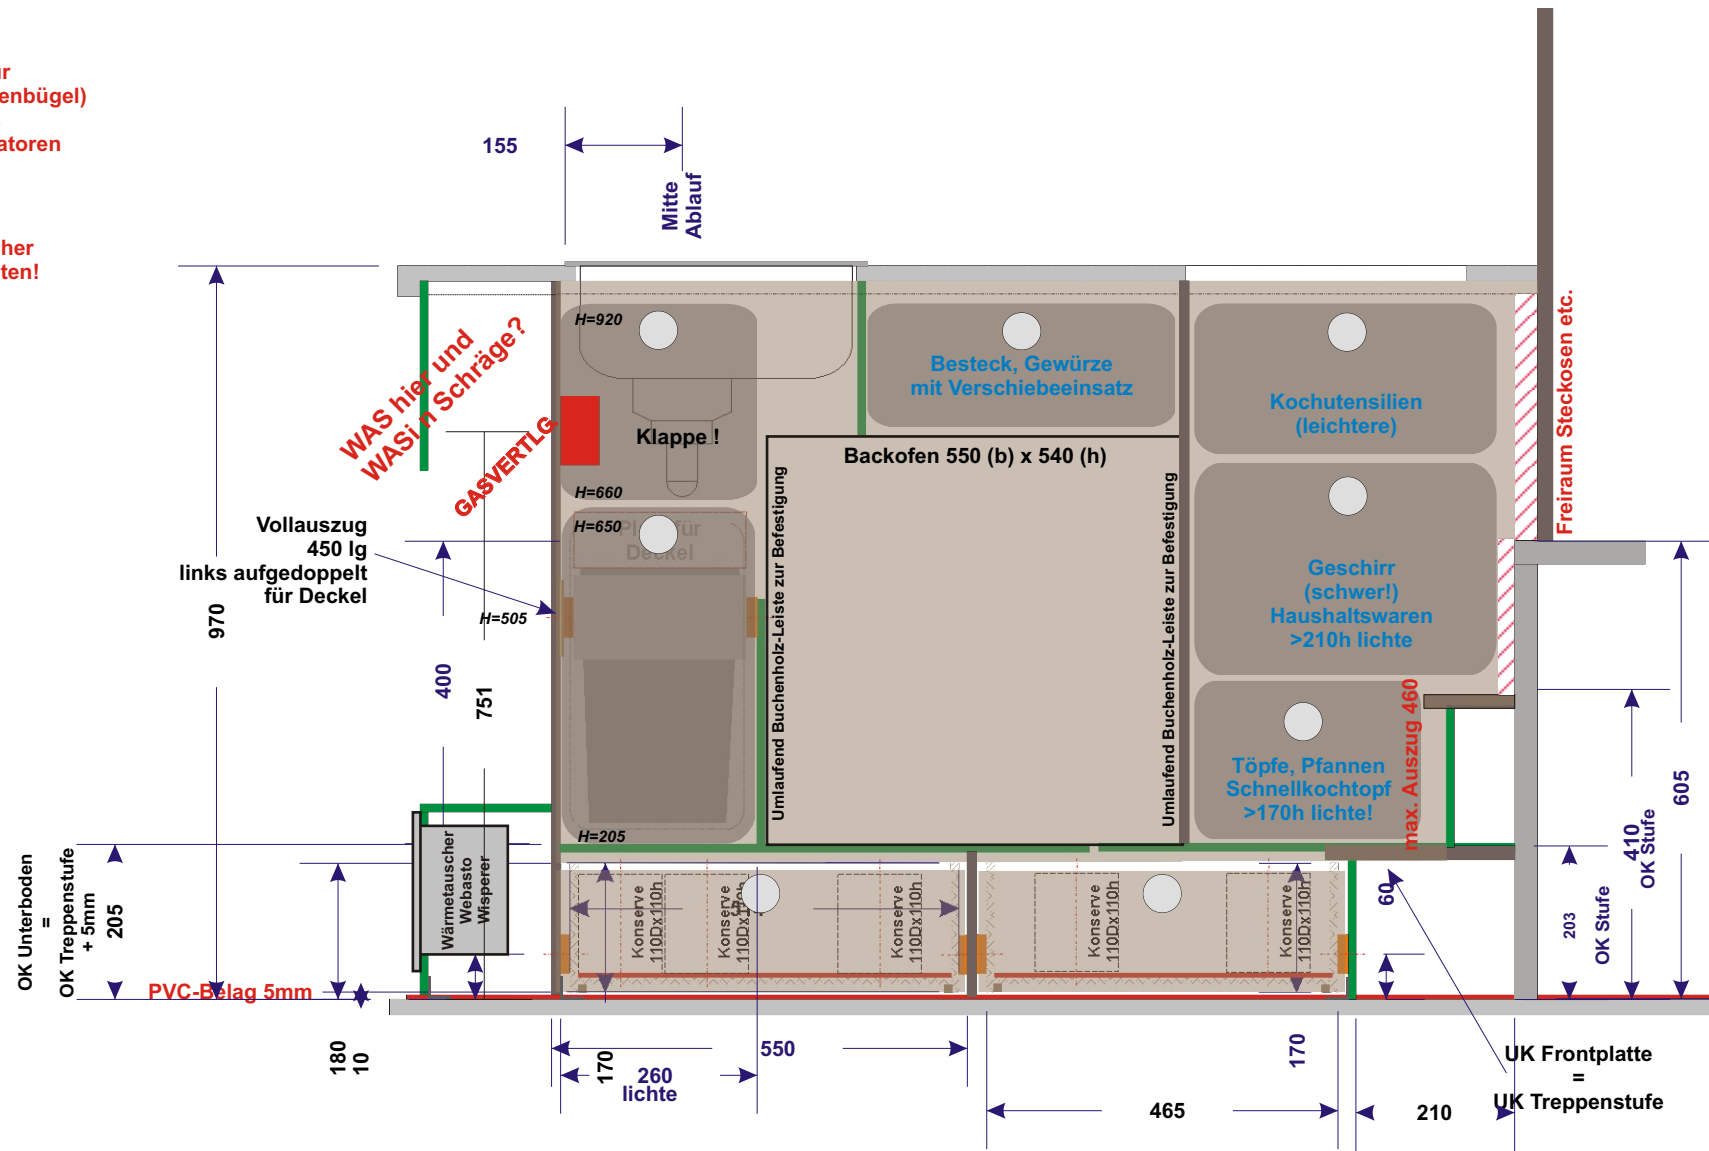 ur
enbügel)
atoren
her
ten!
155
Mitte
Ablauf
970
WAS hier und
WAS in Schräge?
GASVERTLG
H=920
Klappe !
H=660
H=650
Platz für
Deckel
H=505
H=205
Vollauszug
450 lg
links aufgedoppelt
für Deckel
400
751
Besteck, Gewürze
mit Verschiebeeinsatz
Backofen 550 (b) x 540 (h)
Umlaufend Buchenholz-Leiste zur Befestigung
Umlaufend Buchenholz-Leiste zur Befestigung
Kochutensilien
(leichtere)
Geschirr
(schwer!)
Haushaltswaren
>210h lichte
Töpfe, Pfannen
Schnellkochtopf
>170h lichte!
max. Auszug 460
Freiraum Steckosen etc.
605
410
OK Stufe
203
OK Stufe
60
OK Unterboden
=
OK Treppenstufe
+ 5mm
205
PVC-Belag 5mm
180
10
Wärmetauscher
Webasto
Wisperer
Konserve
110Dx110h
Konserve
110Dx110h
Konserve
110Dx110h
Konserve
110Dx110h
Konserve
110Dx110h
170
550
260
lichte
170
465
210
UK Frontplatte
=
UK Treppenstufe